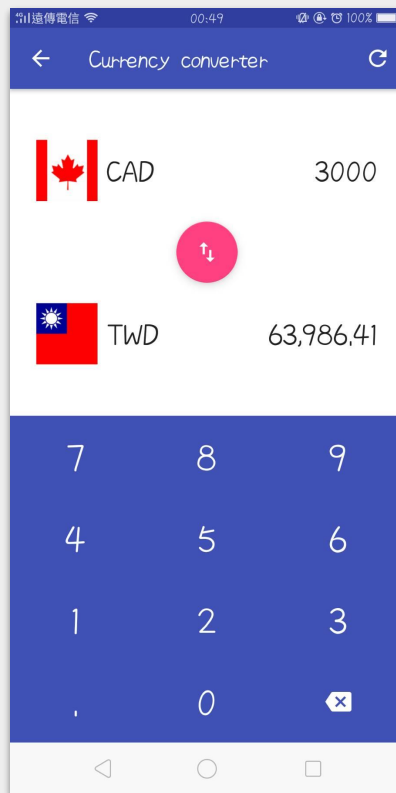 4G 遠傳電信 00:49 100%
Currency converter
CAD 3000
TWD 63,986.41
7 8 9
4 5 6
1 2 3
. 0